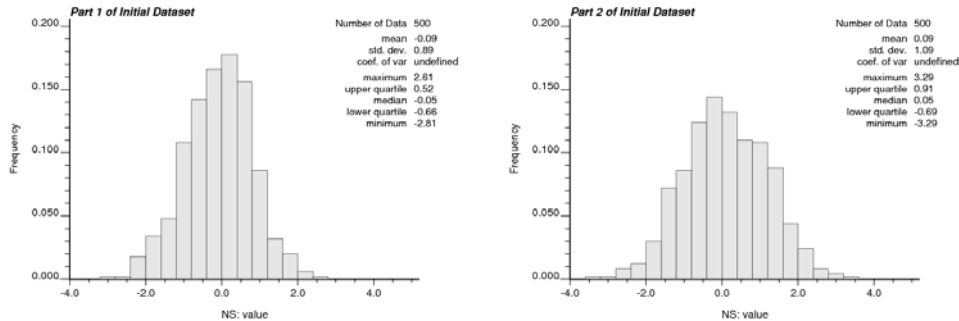 Part 1 of Initial Dataset
Number of Data 500
mean -0.09
std. dev. 0.89
coef. of var undefined
maximum 2.61
upper quartile 0.52
median -0.05
lower quartile -0.66
minimum -2.81
Frequency
0.200
0.150
0.100
0.050
0.000
-4.0 -2.0 0.0 2.0 4.0
NS: value
Part 2 of Initial Dataset
Number of Data 500
mean 0.09
std. dev. 1.09
coef. of var undefined
maximum 3.29
upper quartile 0.91
median 0.05
lower quartile -0.69
minimum -3.29
Frequency
0.200
0.150
0.100
0.050
0.000
-4.0 -2.0 0.0 2.0 4.0
NS: value